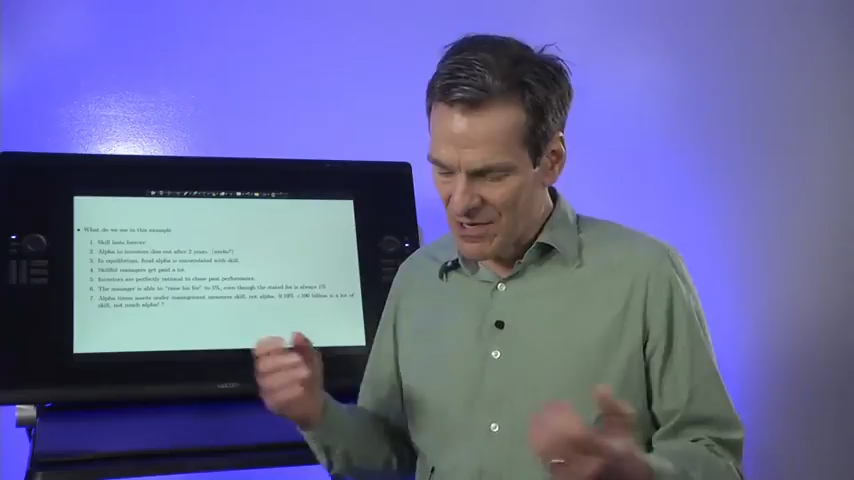 • What do we see in this example
1. Skill lasts forever
2. Alpha to investors does not after 2 years.
3. In equilibrium, fund alpha is uncorrelated with skill.
4. Skillful managers get paid a lot.
5. Investors are perfectly rational to chase past performance.
6. The manager is able to "raise his fee" to 5%, even though the stated fee is always 1%
7. Alpha times assets under management measures skill, not alpha. 0.10% ×100 billion is a lot of
skill, not much alpha!